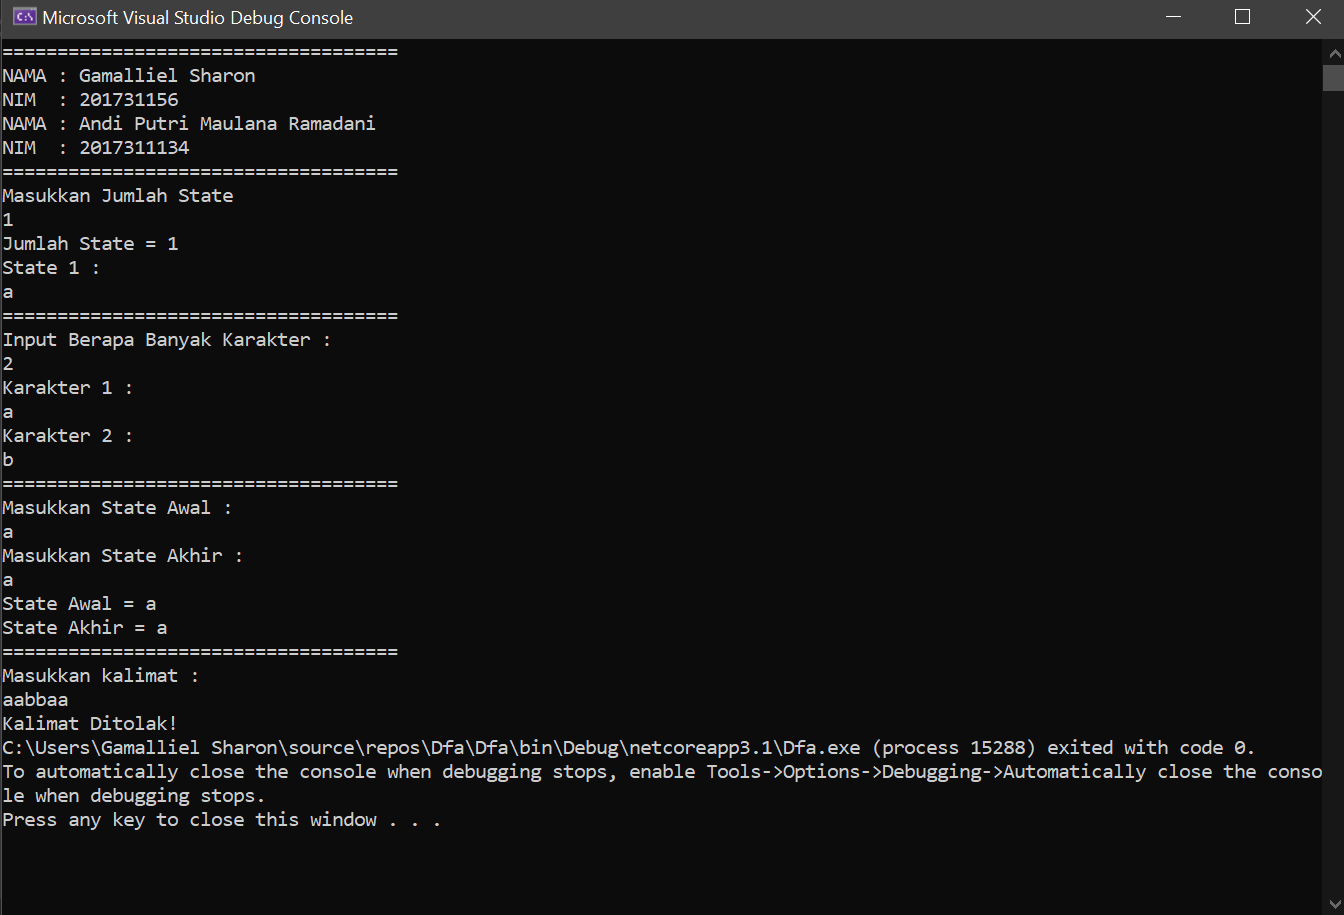 Microsoft Visual Studio Debug Console
====================================
NAMA : Gamalliel Sharon
NIM  : 201731156
NAMA : Andi Putri Maulana Ramadani
NIM  : 2017311134
====================================
Masukkan Jumlah State
1
Jumlah State = 1
State 1 :
a
====================================
Input Berapa Banyak Karakter :
2
Karakter 1 :
a
Karakter 2 :
b
====================================
Masukkan State Awal :
a
Masukkan State Akhir :
a
State Awal = a
State Akhir = a
====================================
Masukkan kalimat :
aabbaa
Kalimat Ditolak!
C:\Users\Gamalliel Sharon\source\repos\Dfa\Dfa\bin\Debug\netcoreapp3.1\Dfa.exe (process 15288) exited with code 0.
To automatically close the console when debugging stops, enable Tools->Options->Debugging->Automatically close the conso
le when debugging stops.
Press any key to close this window . . .